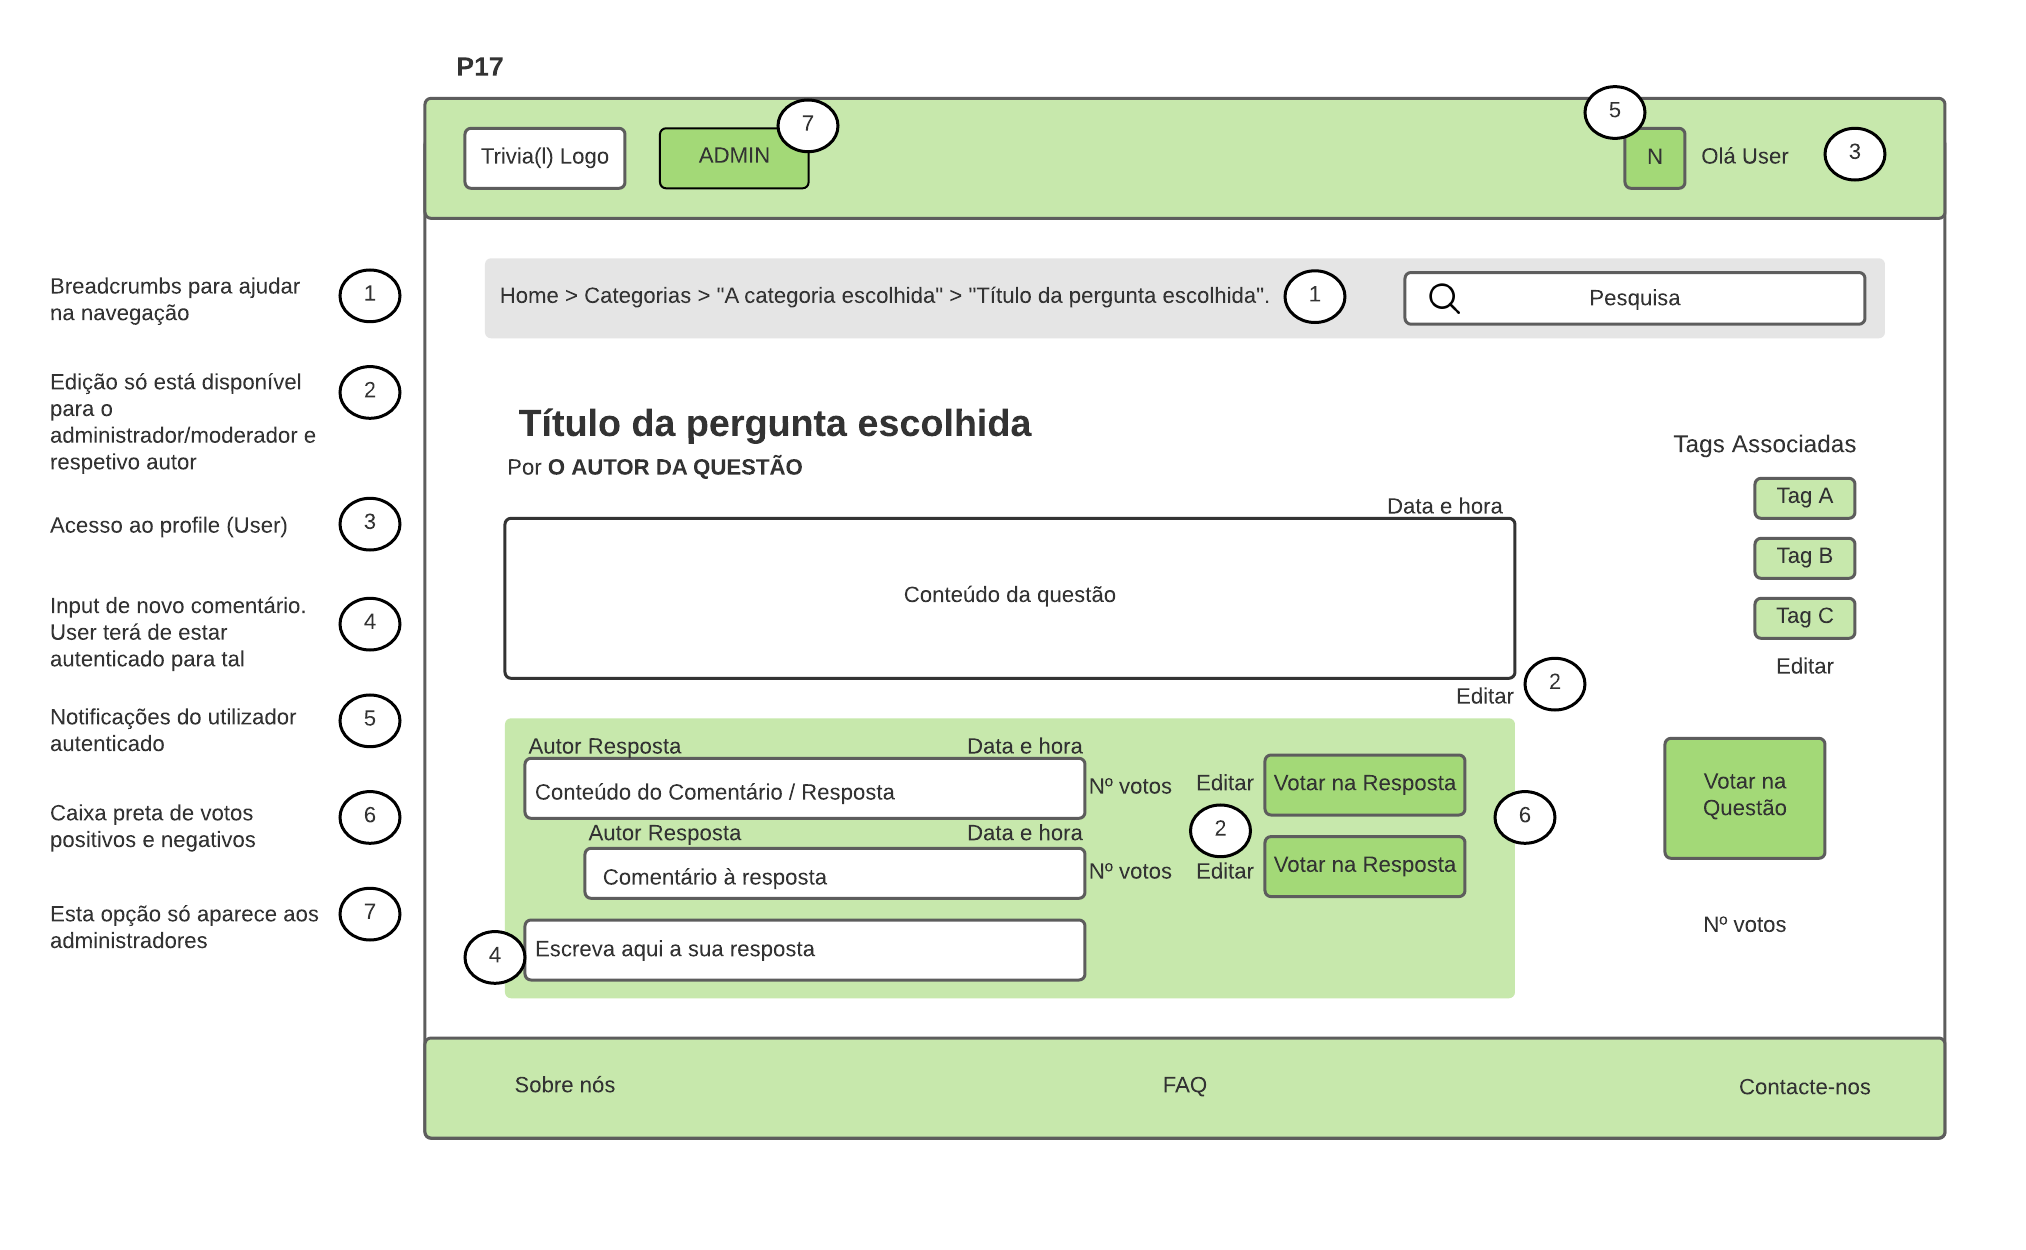 P17
Trivia(l) Logo
ADMIN
7
5
N
Olá User
3
Breadcrumbs para ajudar
na navegação
1
Edição só está disponível
para o
administrador/moderador e
respetivo autor
2
Acesso ao profile (User)
3
Input de novo comentário.
User terá de estar
autenticado para tal
4
Notificações do utilizador
autenticado
5
Caixa preta de votos
positivos e negativos
6
Esta opção só aparece aos
administradores
7
Home > Categorias > "A categoria escolhida" > "Título da pergunta escolhida".
1
Pesquisa
Título da pergunta escolhida
Por O AUTOR DA QUESTÃO
Data e hora
Conteúdo da questão
Editar
2
Tags Associadas
Tag A
Tag B
Tag C
Editar
Autor Resposta
Data e hora
Conteúdo do Comentário / Resposta
Nº votos
Editar
Votar na Resposta
2
6
Autor Resposta
Data e hora
Comentário à resposta
Nº votos
Editar
Votar na Resposta
4
Escreva aqui a sua resposta
Votar na
Questão
Nº votos
Sobre nós
FAQ
Contacte-nos